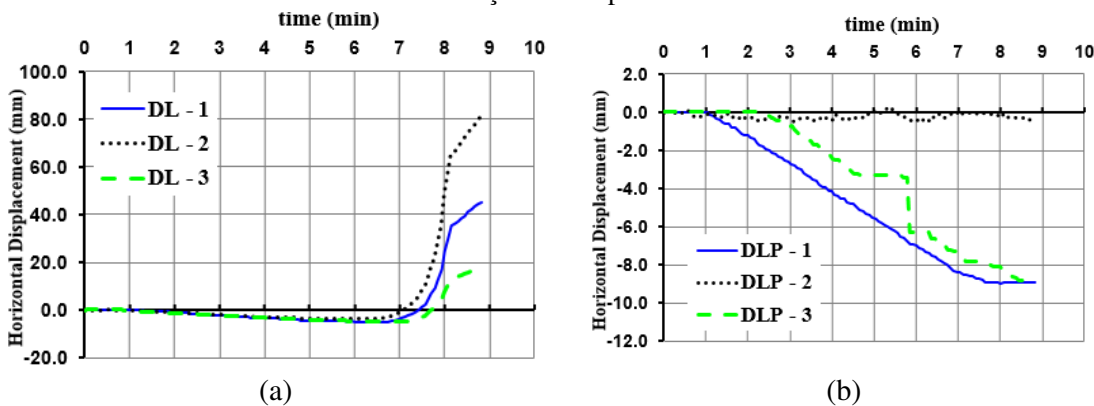 time (min)
0 1 2 3 4 5 6 7 8 9 10
100.0
80.0
60.0
40.0
20.0
0.0
-20.0
Horizontal Displacement (mm)
DL - 1
DL - 2
DL - 3
(a)
time (min)
0 1 2 3 4 5 6 7 8 9 10
2.0
0.0
-2.0
-4.0
-6.0
-8.0
-10.0
-12.0
Horizontal Displacement (mm)
DLP - 1
DLP - 2
DLP - 3
(b)